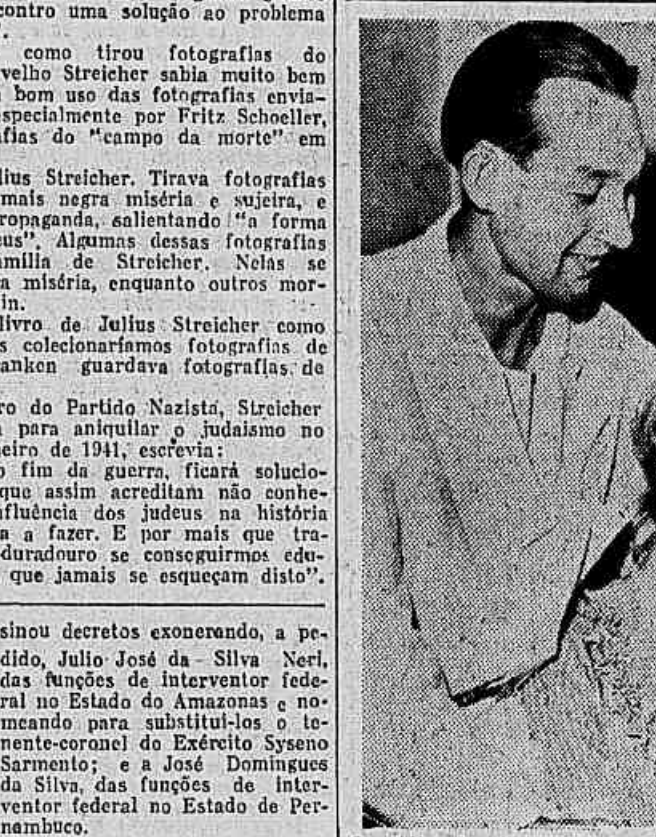 contro uma solução ao problema
como tirou fotografias do
velho Streicher sabia muito bem
bom uso das fotografias envia-
specialmente por Fritz Schoeller,
afias do "campo da morte" em
lius Streicher. Tirava fotografias
mais negra miséria e sujeira, e
ropaganda, salientando "a forma
eus". Algumas dessas fotografias
amília de Streicher. Nelas se
a miséria, enquanto outros mor-
in.
livro de Julius Streicher como
s colecionaríamos fotografias de
anken guardava fotografias de
ro do Partido Nazista, Streicher
para aniquilar o judaismo no
eiro de 1941, escrevia:
o fim da guerra, ficará solucio-
que assim acreditam não conhe-
nfluência dos judeus na história
a a fazer. E por mais que tra-
duradouro se conseguirmos edu-
que jamais se esqueçam disto".
sinou decretos exonerando, a pe-
dido, Julio José da Silva Neri,
das funções de interventor fede-
ral no Estado do Amazonas e no-
meando para substitui-los o te-
nente-coronel do Exército Syseno
Sarmento; e a José Domingues
da Silva, das funções de inter-
ventor federal no Estado de Per-
nambuco.